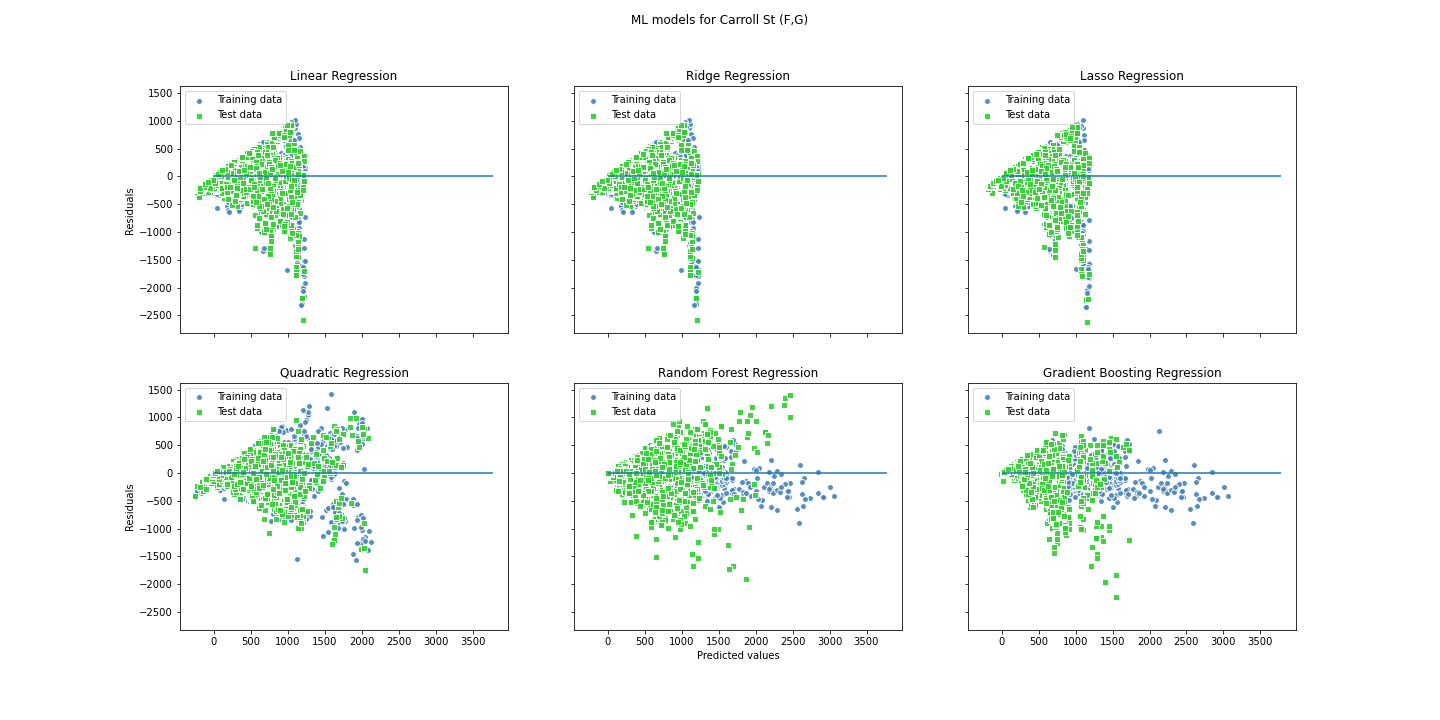 ML models for Carroll St (F,G)
Linear Regression
Ridge Regression
Lasso Regression
Training data
Test data
Training data
Test data
Training data
Test data
1500
1000
500
0
−500
−1000
−1500
−2000
−2500
Residuals
Quadratic Regression
Random Forest Regression
Gradient Boosting Regression
Training data
Test data
Training data
Test data
Training data
Test data
1500
1000
500
0
−500
−1000
−1500
−2000
−2500
Residuals
0 500 1000 1500 2000 2500 3000 3500
0 500 1000 1500 2000 2500 3000 3500
0 500 1000 1500 2000 2500 3000 3500
Predicted values